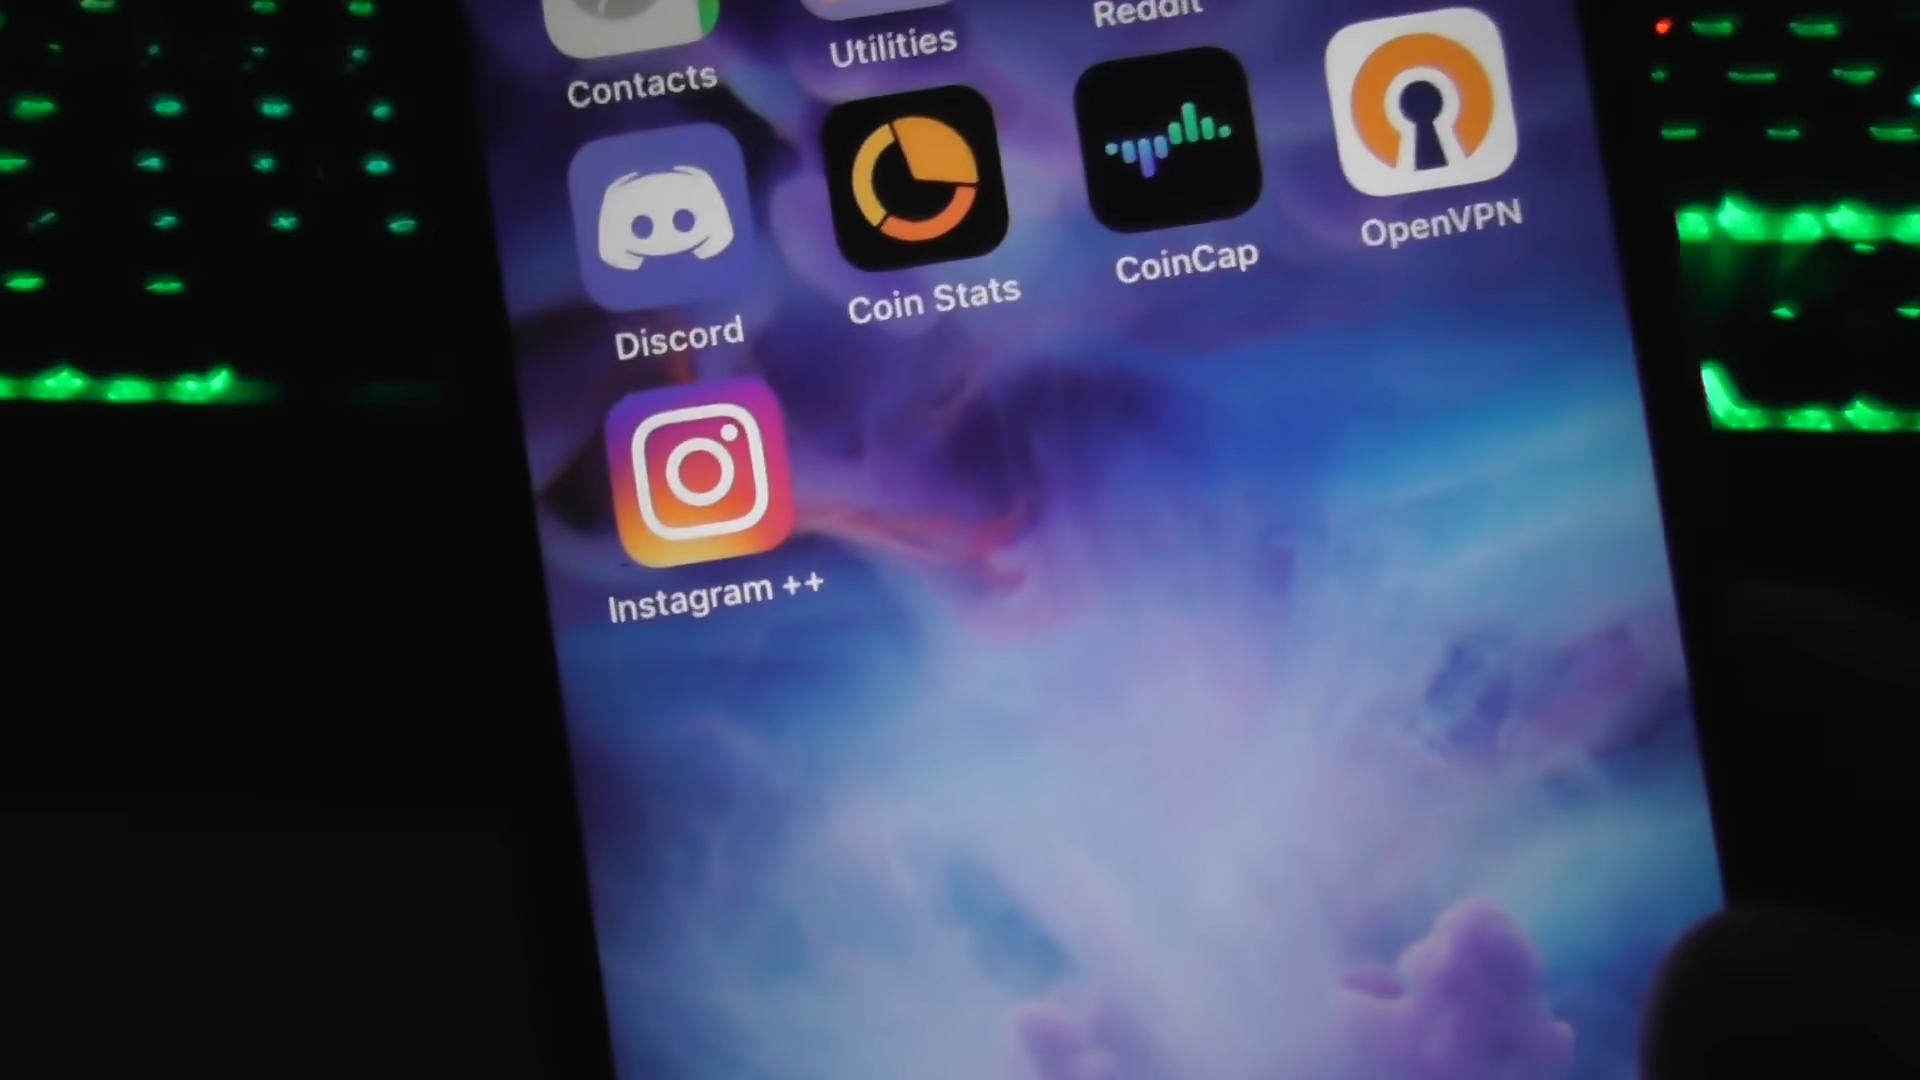 Contacts
Utilities
Reddit
Discord
Coin Stats
CoinCap
OpenVPN
Instagram ++